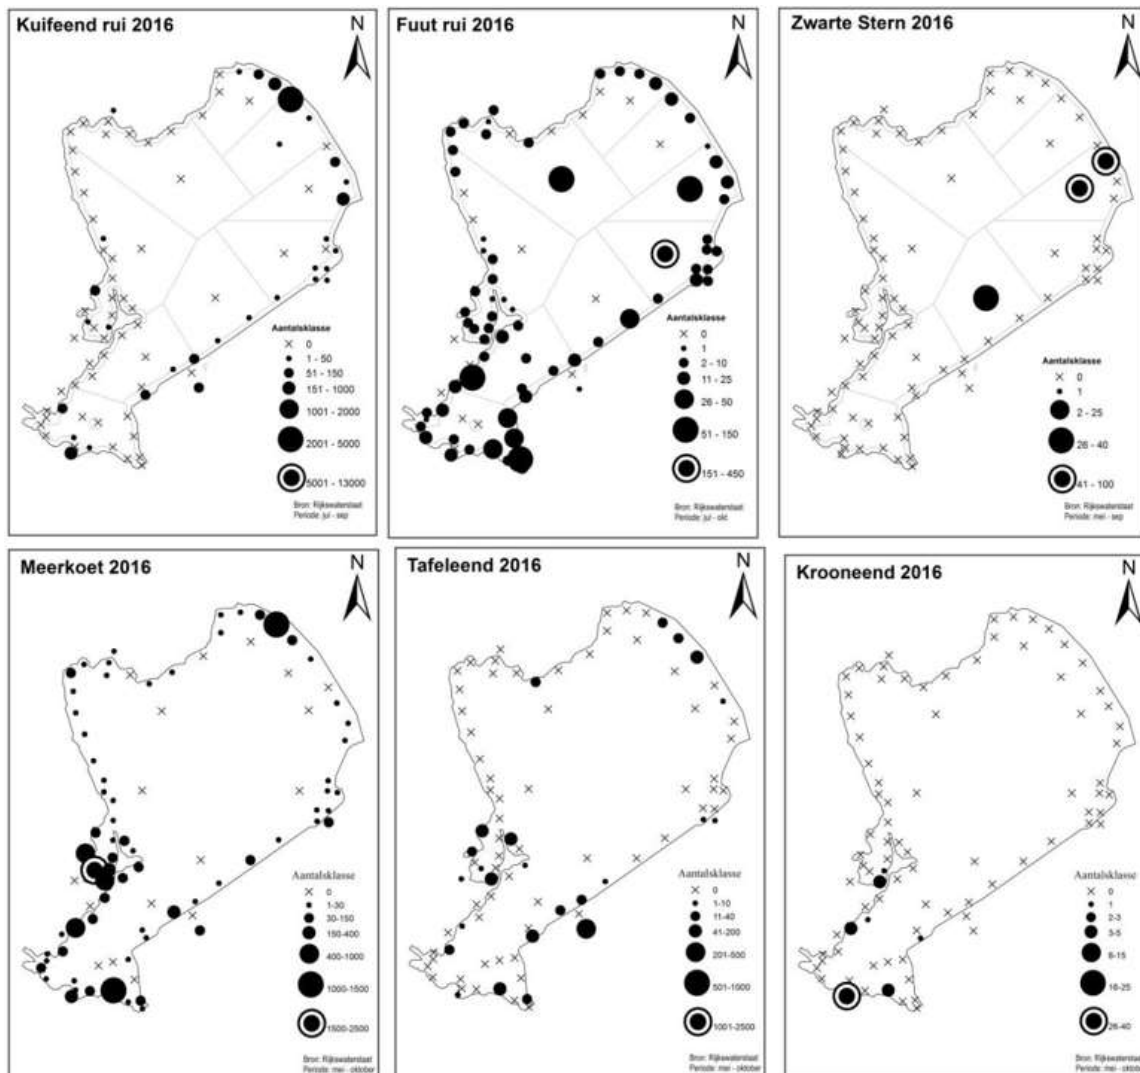 Kuifeend rui 2016
N
Aantalsklasse
0
1 - 50
51 - 150
151 - 1000
1001 - 2000
2001 - 5000
5001 - 13000
Bron: Rijkswaterstaat
Periode: jul - sep
Fuut rui 2016
N
Aantalsklasse
0
1
2 - 10
11 - 25
26 - 50
51 - 150
151 - 450
Bron: Rijkswaterstaat
Periode: jul - okt
Zwarte Stern 2016
N
Aantalsklasse
0
1
2 - 25
26 - 40
41 - 100
Bron: Rijkswaterstaat
Periode: mei - sep
Meerkoet 2016
N
Aantalsklasse
0
1-30
30-150
150-400
400-1000
1000-1500
1500-2500
Bron: Rijkswaterstaat
Periode: mei - oktober
Tafeleend 2016
N
Aantalsklasse
0
1-10
11-40
41-200
201-500
501-1000
1001-2500
Bron: Rijkswaterstaat
Periode: mei - oktober
Krooneend 2016
N
Aantalsklasse
0
1
2-3
3-5
6-15
16-25
26-40
Bron: Rijkswaterstaat
Periode: mei - oktober